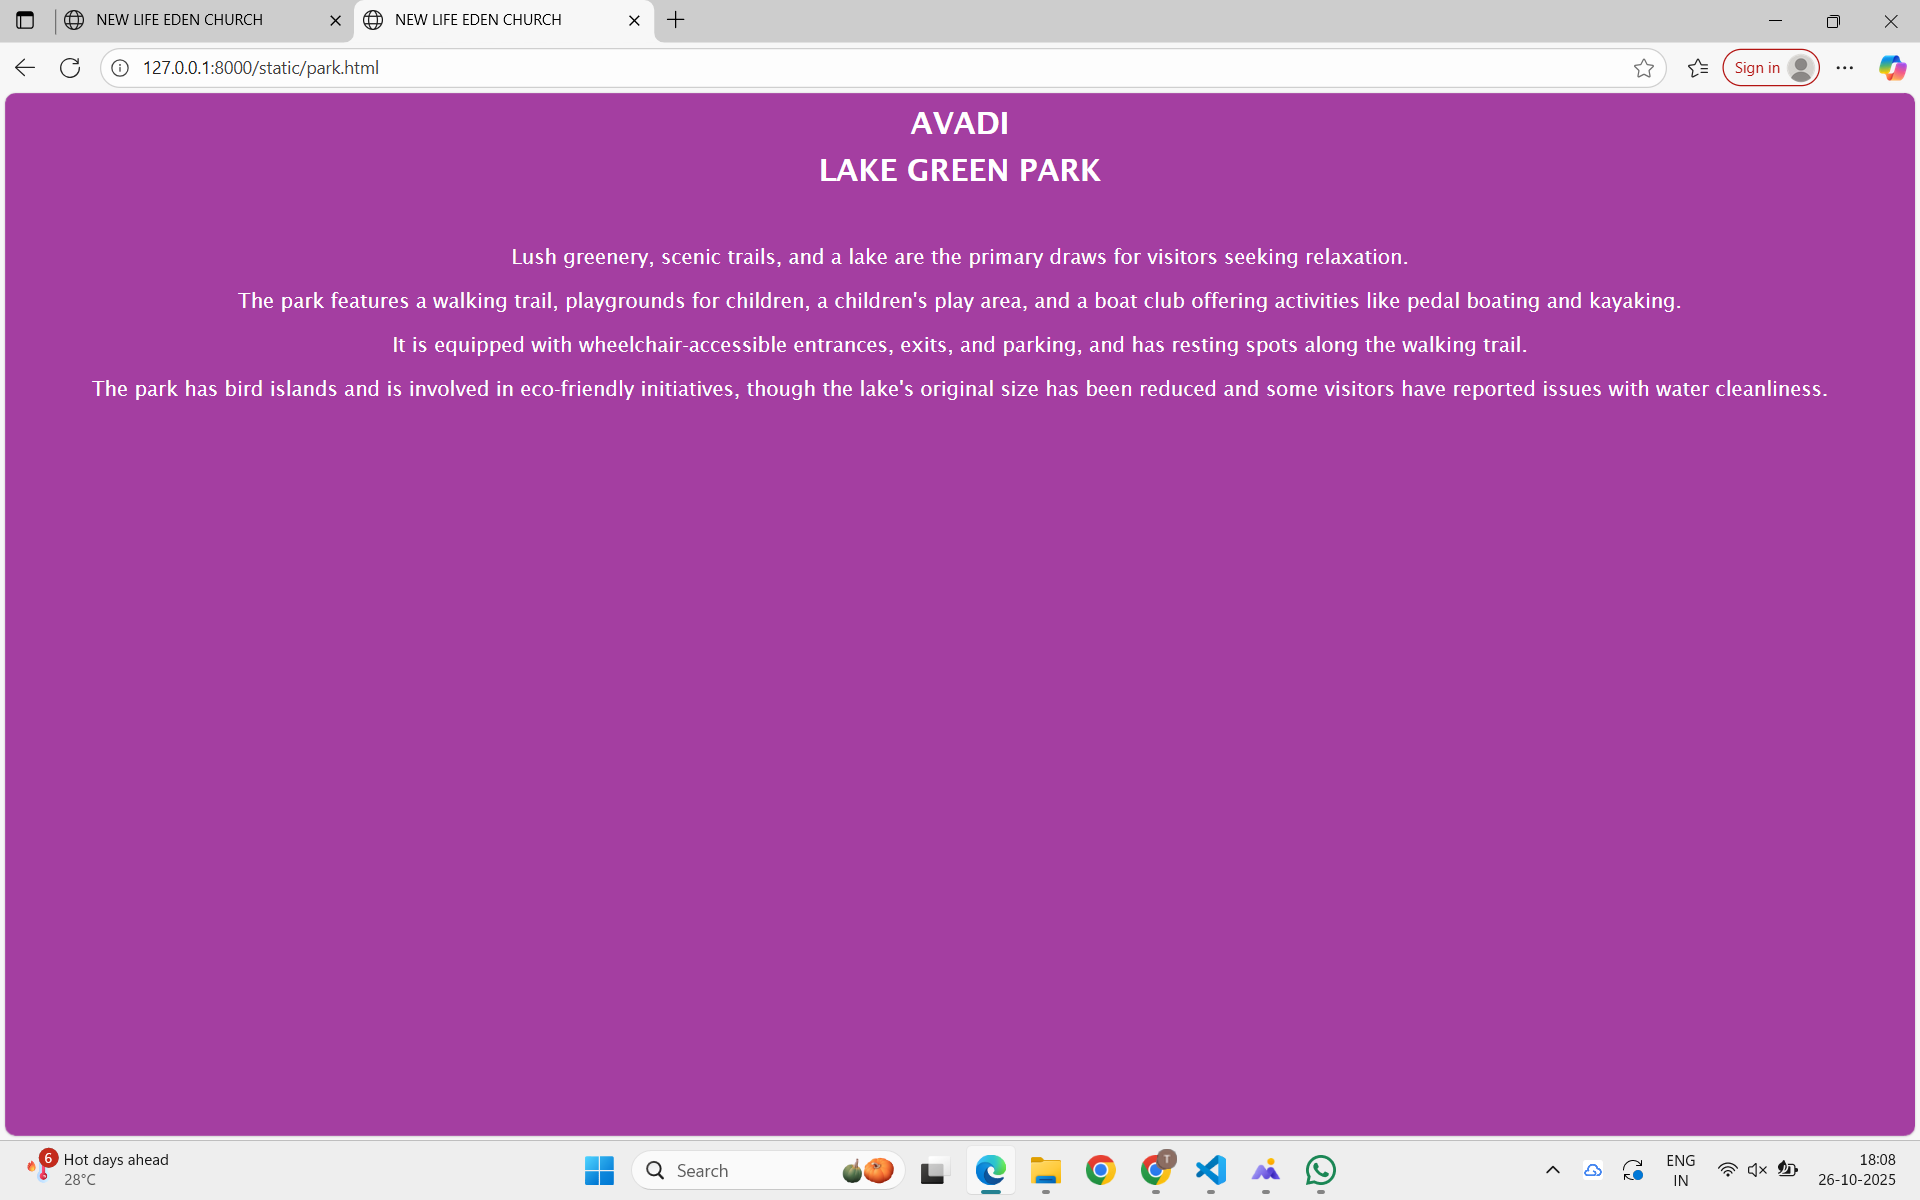 NEW LIFE EDEN CHURCH
NEW LIFE EDEN CHURCH
127.0.0.1:8000/static/park.html
Sign in
AVADI
LAKE GREEN PARK
Lush greenery, scenic trails, and a lake are the primary draws for visitors seeking relaxation.
The park features a walking trail, playgrounds for children, a children's play area, and a boat club offering activities like pedal boating and kayaking.
It is equipped with wheelchair-accessible entrances, exits, and parking, and has resting spots along the walking trail.
The park has bird islands and is involved in eco-friendly initiatives, though the lake's original size has been reduced and some visitors have reported issues with water cleanliness.
6
Hot days ahead
28°C
Search
T
ENG
IN
18:08
26-10-2025